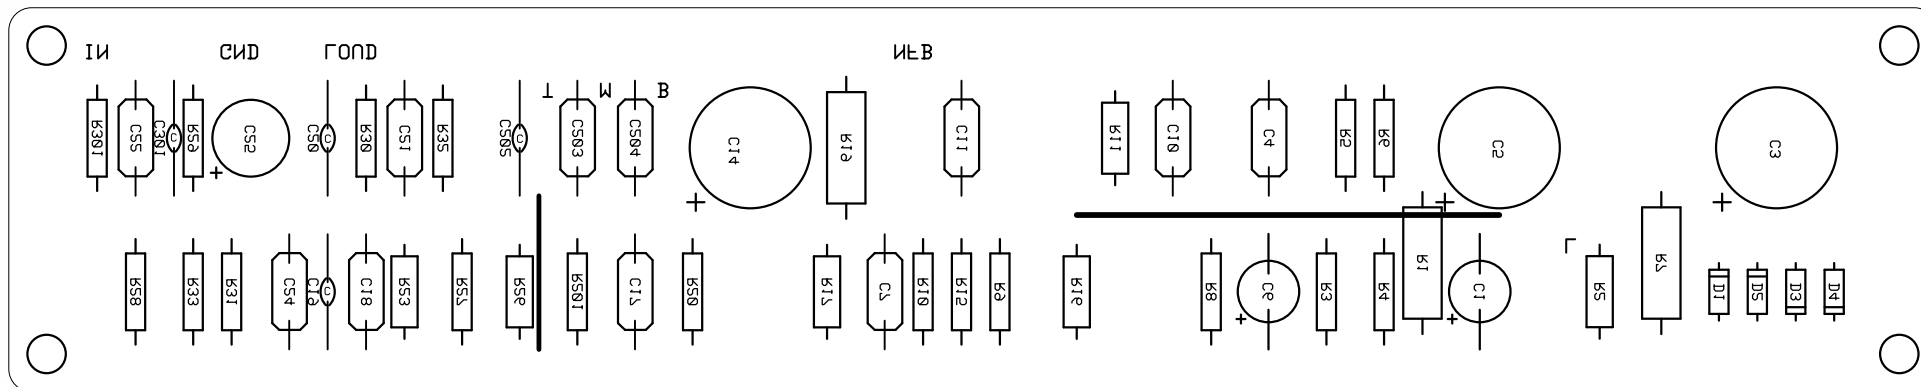 IN GND LOUD NFB
T M B
R301 C22 C301 R29 C25 C20 R30 C21 R32 C202 C203 C204 C14 R19 C11 R11 C10 C4 R5 R6 C5 C3
L
R28 R33 R31 C24 C19 C18 R23 R27 R26 R201 C17 R20 R17 C7 R10 R15 R9 R16 R8 C6 R3 R4 R1 C1 R2 R7 D1 D2 D3 D4